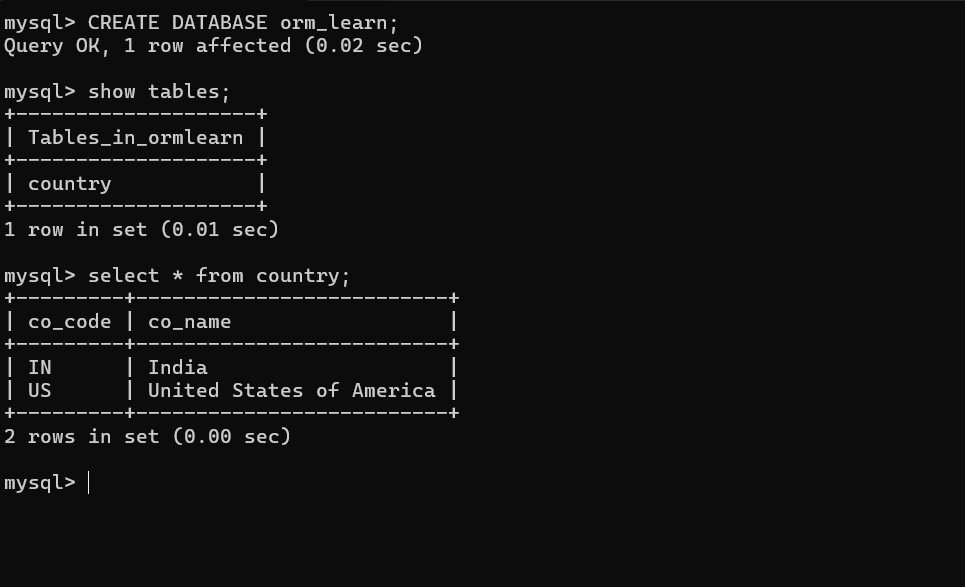 mysql> CREATE DATABASE orm_learn;
Query OK, 1 row affected (0.02 sec)
mysql> show tables;
+--------------------+
| Tables_in_ormlearn |
+--------------------+
| country            |
+--------------------+
1 row in set (0.01 sec)
mysql> select * from country;
+---------+--------------------------+
| co_code | co_name                  |
+---------+--------------------------+
| IN      | India                    |
| US      | United States of America |
+---------+--------------------------+
2 rows in set (0.00 sec)
mysql>